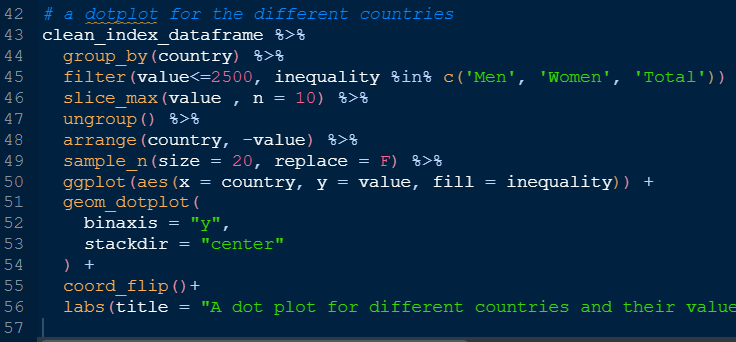 42 # a dotplot for the different countries
43 clean_index_dataframe %>%
44   group_by(country) %>%
45   filter(value<=2500, inequality %in% c('Men', 'Women', 'Total'))
46   slice_max(value , n = 10) %>%
47   ungroup() %>%
48   arrange(country, -value) %>%
49   sample_n(size = 20, replace = F) %>%
50   ggplot(aes(x = country, y = value, fill = inequality)) +
51   geom_dotplot(
52     binaxis = "y",
53     stackdir = "center"
54   ) +
55   coord_flip()+
56   labs(title = "A dot plot for different countries and their value
57